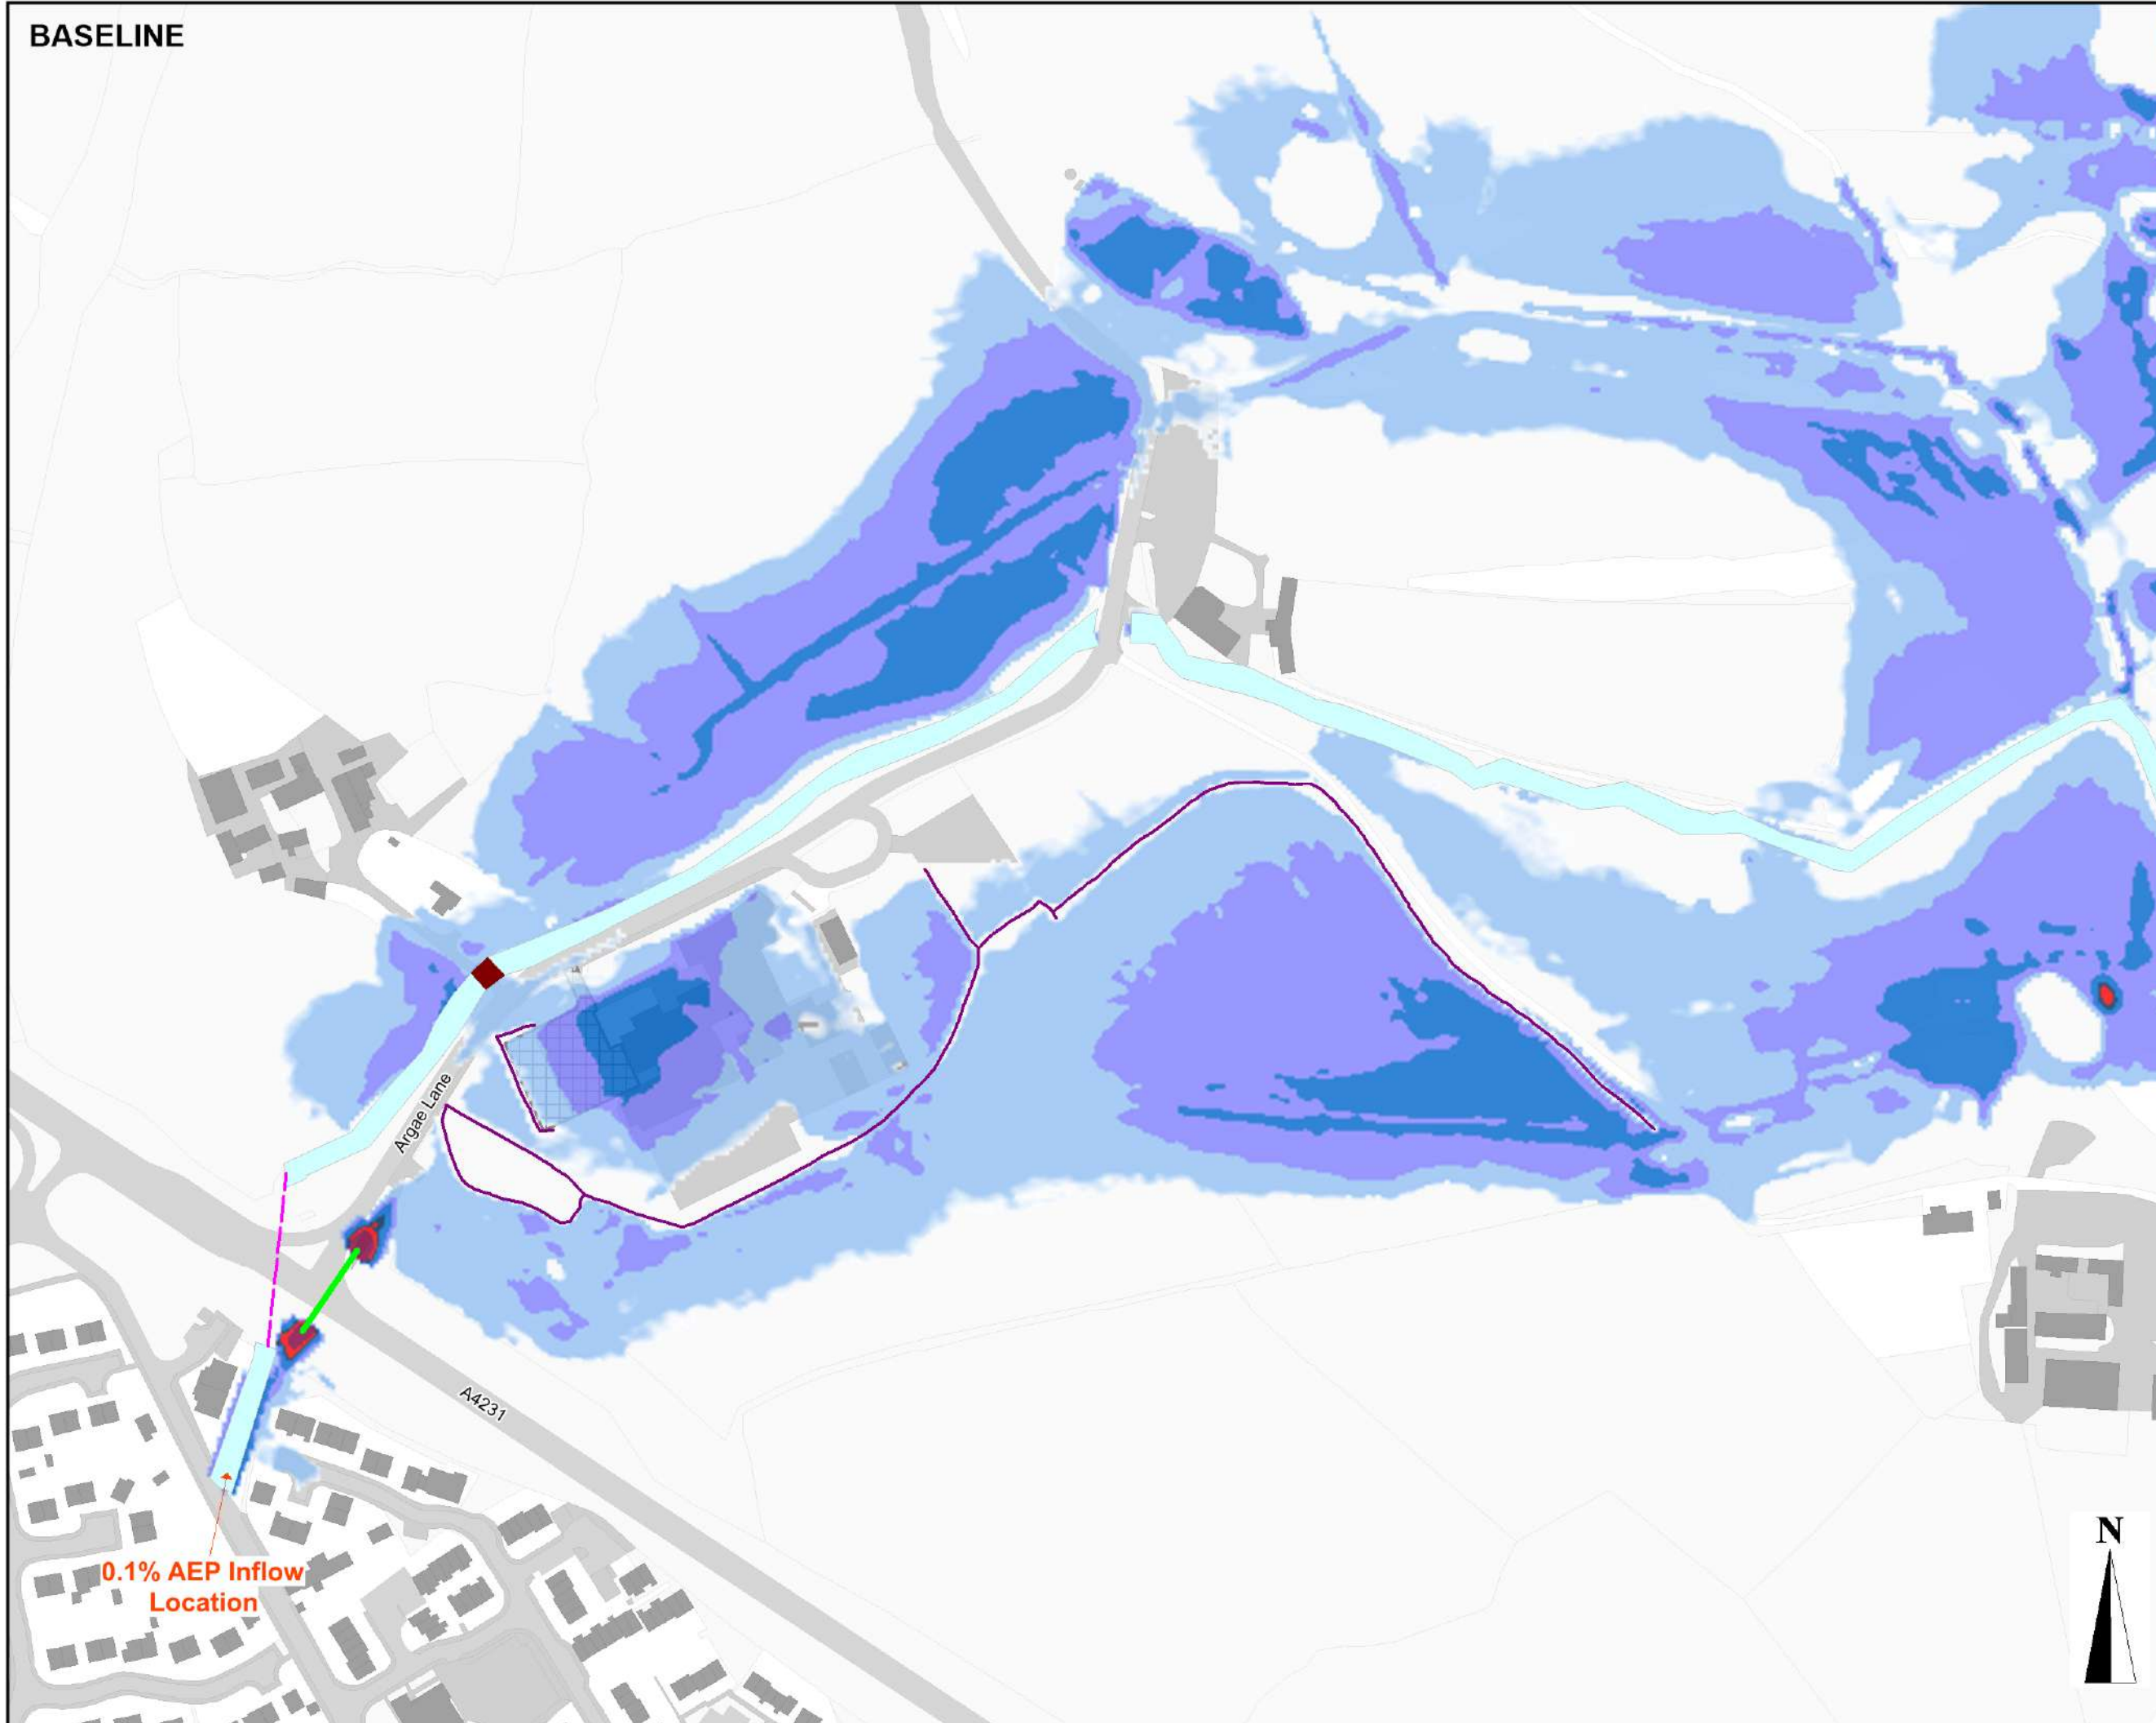 BASELINE
Argae Lane
A4231
0.1% AEP Inflow
Location
N